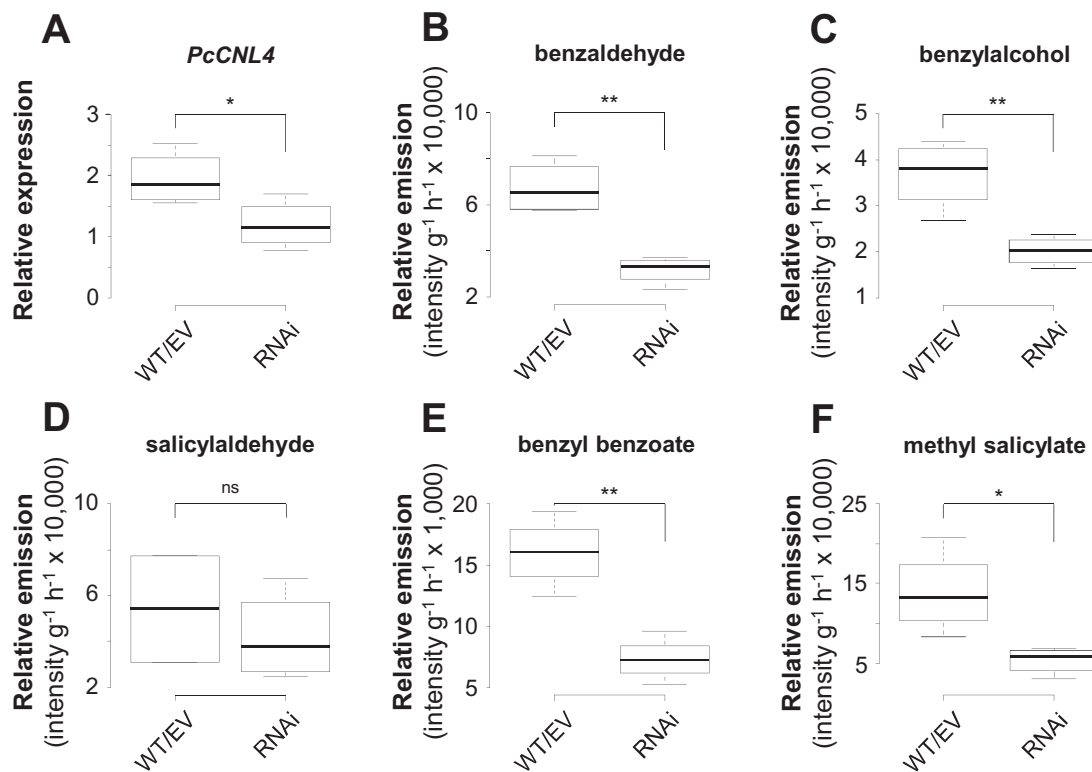 A
PcCNL4
Relative expression
3
2
1
0
*
WT/EV
RNAi
B
benzaldehyde
Relative emission
(intensity g⁻¹ h⁻¹ x 10,000)
10
6
2
**
WT/EV
RNAi
C
benzylalcohol
Relative emission
(intensity g⁻¹ h⁻¹ x 10,000)
5
4
3
2
1
**
WT/EV
RNAi
D
salicylaldehyde
Relative emission
(intensity g⁻¹ h⁻¹ x 10,000)
10
6
2
ns
WT/EV
RNAi
E
benzyl benzoate
Relative emission
(intensity g⁻¹ h⁻¹ x 1,000)
20
15
10
5
**
WT/EV
RNAi
F
methyl salicylate
Relative emission
(intensity g⁻¹ h⁻¹ x 10,000)
25
15
5
*
WT/EV
RNAi